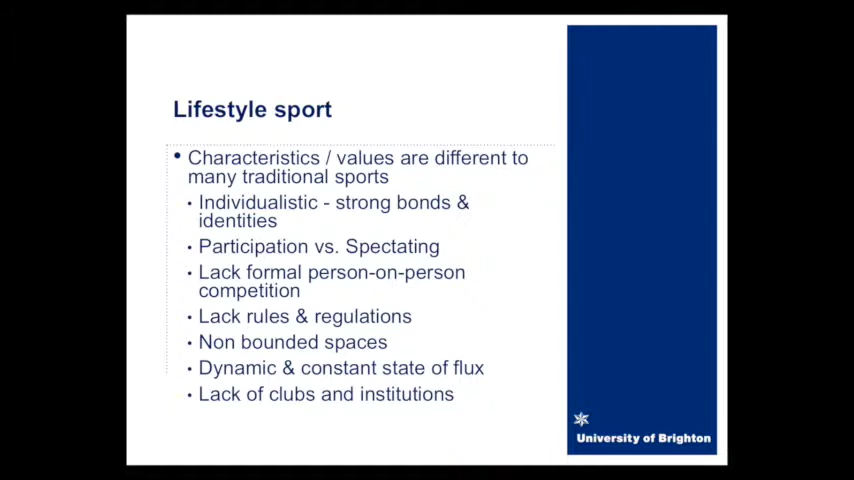 Lifestyle sport
• Characteristics / values are different to
many traditional sports
• Individualistic - strong bonds &
identities
• Participation vs. Spectating
• Lack formal person-on-person
competition
• Lack rules & regulations
• Non bounded spaces
• Dynamic & constant state of flux
• Lack of clubs and institutions
University of Brighton